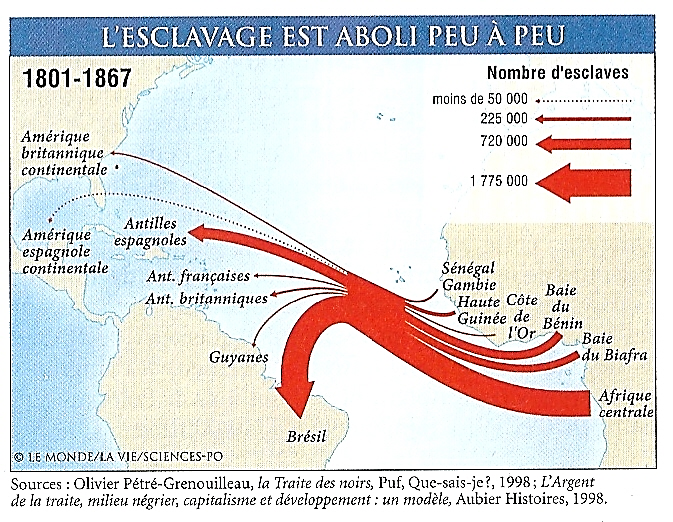 L'ESCLAVAGE EST ABOLI PEU À PEU
1801-1867
Nombre d'esclaves
moins de 50 000
225 000
720 000
1 775 000
Amérique
britannique
continentale
Amérique
espagnole
continentale
Antilles
espagnoles
Ant. françaises
Ant. britanniques
Guyanes
Brésil
Sénégal
Gambie
Haute
Guinée
Côte
de
l'Or
Baie
du
Bénin
Baie
du Biafra
Afrique
centrale
© LE MONDE/LA VIE/SCIENCES-PO
Sources : Olivier Pétré-Grenouilleau, la Traite des noirs, Puf, Que-sais-je?, 1998 ; L'Argent
de la traite, milieu négrier, capitalisme et développement : un modèle, Aubier Histoires, 1998.